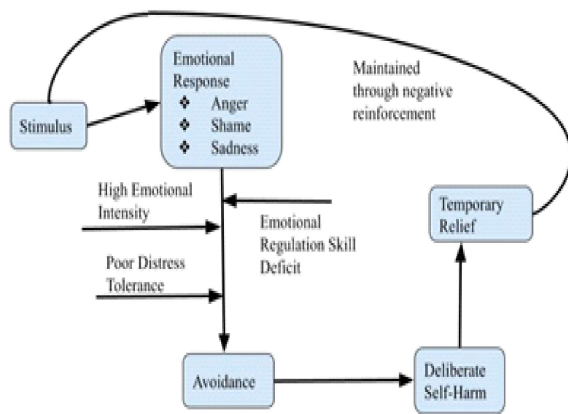 Emotional
Response
❖ Anger
❖ Shame
❖ Sadness
Maintained
through negative
reinforcement
Stimulus
High Emotional
Intensity
Emotional
Regulation Skill
Deficit
Temporary
Relief
Poor Distress
Tolerance
Avoidance
Deliberate
Self-Harm